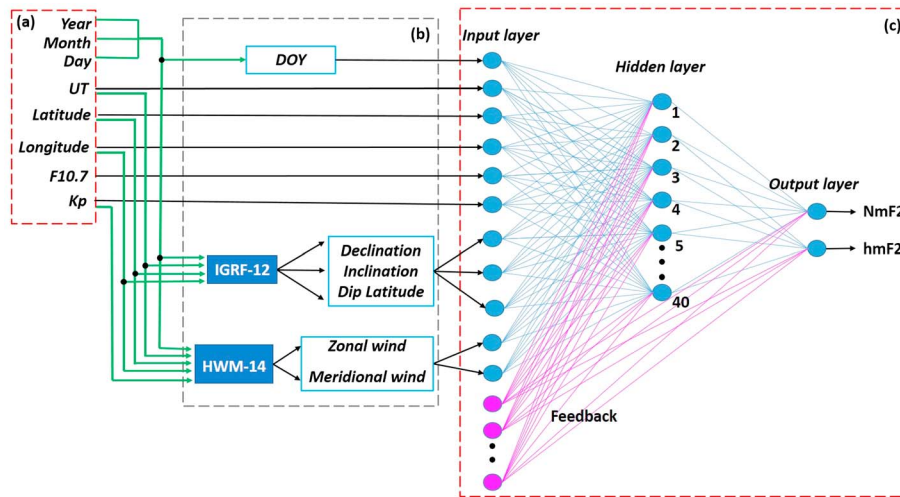 (a)
Year
Month
Day
UT
Latitude
Longitude
F10.7
Kp
(b)
DOY
IGRF-12
Declination
Inclination
Dip Latitude
HWM-14
Zonal wind
Meridional wind
(c)
Input layer
Hidden layer
1
2
3
4
5
40
Output layer
NmF2
hmF2
Feedback